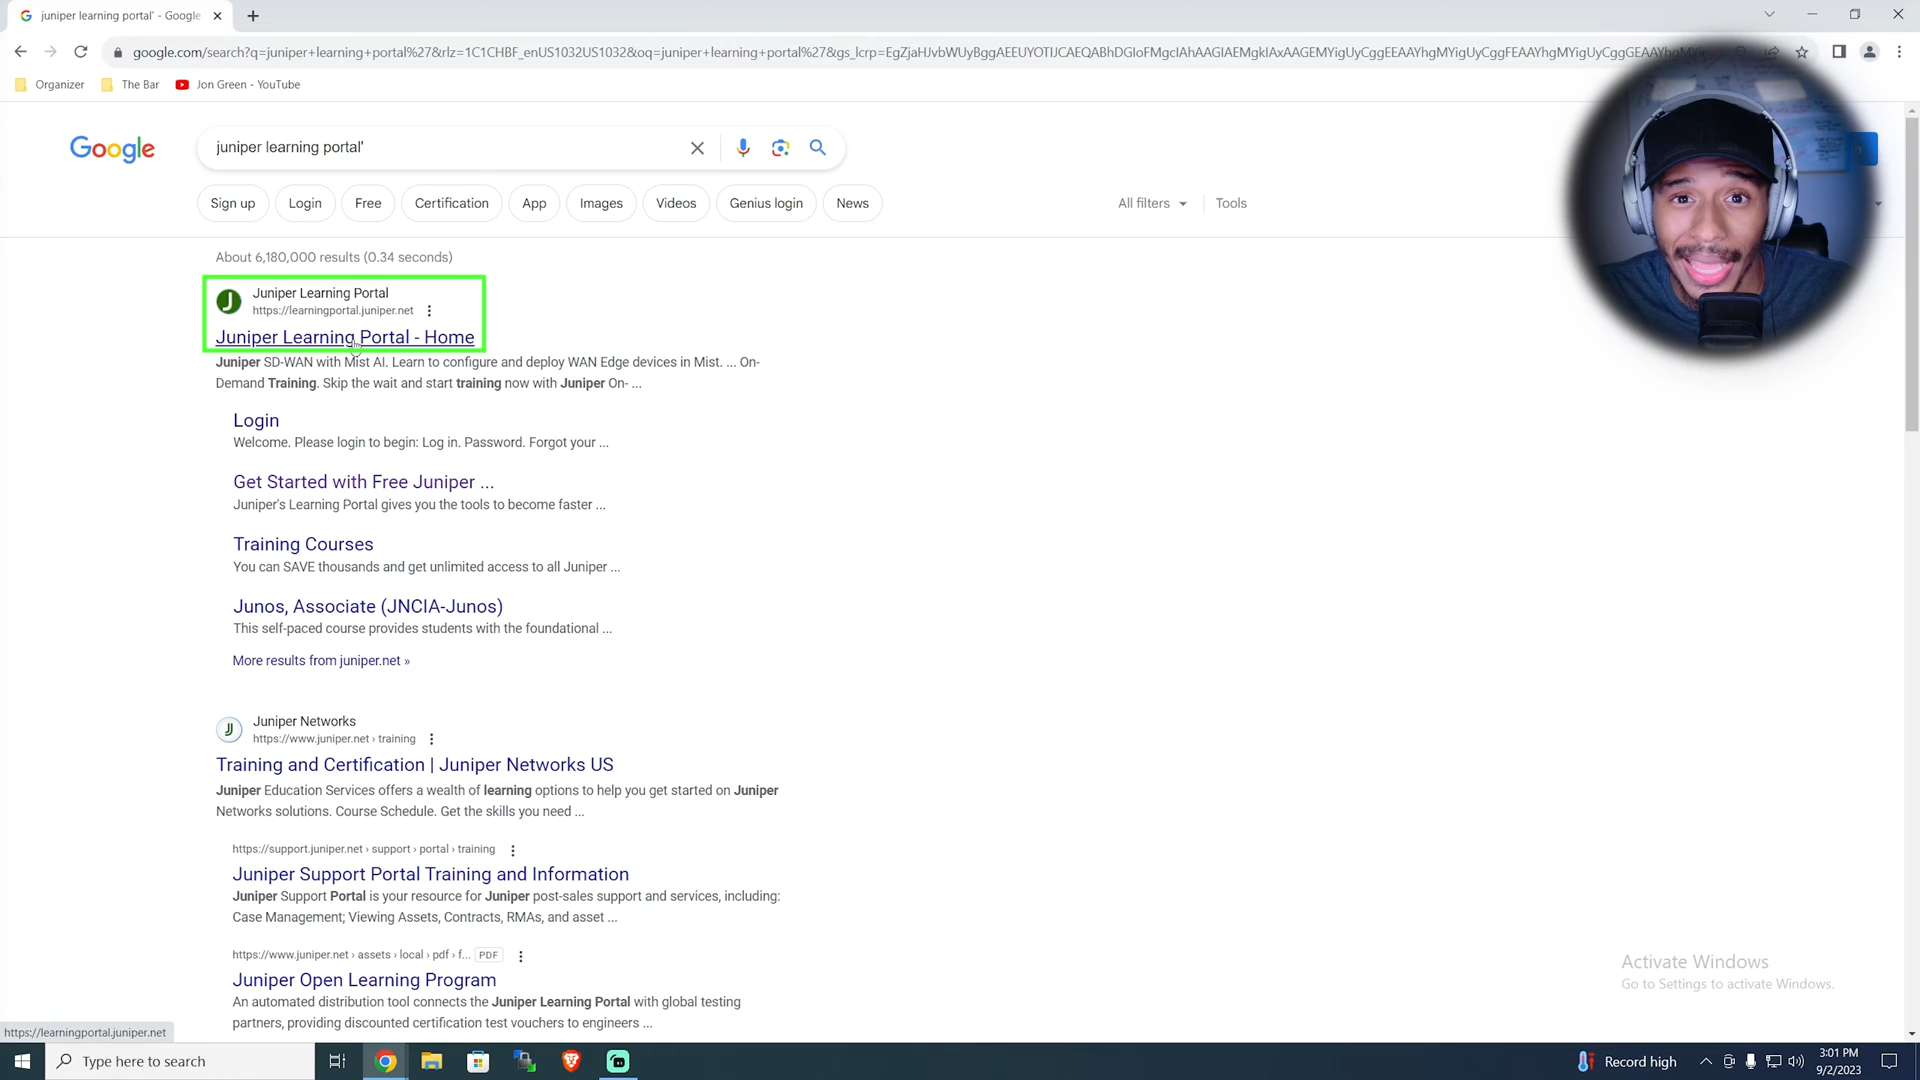 juniper learning portal' - Google
google.com/search?q=juniper+learning+portal%27&rlz=1C1CHBF_enUS1032US1032&oq=juniper+learning+portal%27&gs_lcrp=
Organizer
The Bar
Jon Green - YouTube
Google
juniper learning portal'
Sign up
Login
Free
Certification
App
Images
Videos
Genius login
News
All filters
Tools
About 6,180,000 results (0.34 seconds)
Juniper Learning Portal
https://learningportal.juniper.net
Juniper Learning Portal - Home
Juniper SD-WAN with Mist AI. Learn to configure and deploy WAN Edge devices in Mist. ... On-
Demand Training. Skip the wait and start training now with Juniper On- ...
Login
Welcome. Please login to begin: Log in. Password. Forgot your ...
Get Started with Free Juniper ...
Juniper's Learning Portal gives you the tools to become faster ...
Training Courses
You can SAVE thousands and get unlimited access to all Juniper ...
Junos, Associate (JNCIA-Junos)
This self-paced course provides students with the foundational ...
More results from juniper.net »
Juniper Networks
https://www.juniper.net › training
Training and Certification | Juniper Networks US
Juniper Education Services offers a wealth of learning options to help you get started on Juniper
Networks solutions. Course Schedule. Get the skills you need ...
https://support.juniper.net › support › portal › training
Juniper Support Portal Training and Information
Juniper Support Portal is your resource for Juniper post-sales support and services, including:
Case Management; Viewing Assets, Contracts, RMAs, and asset ...
https://www.juniper.net › assets › local › pdf › f... PDF
Juniper Open Learning Program
An automated distribution tool connects the Juniper Learning Portal with global testing
partners, providing discounted certification test vouchers to engineers ...
Activate Windows
Go to Settings to activate Windows.
https://learningportal.juniper.net
Type here to search
Record high
3:01 PM
9/2/2023